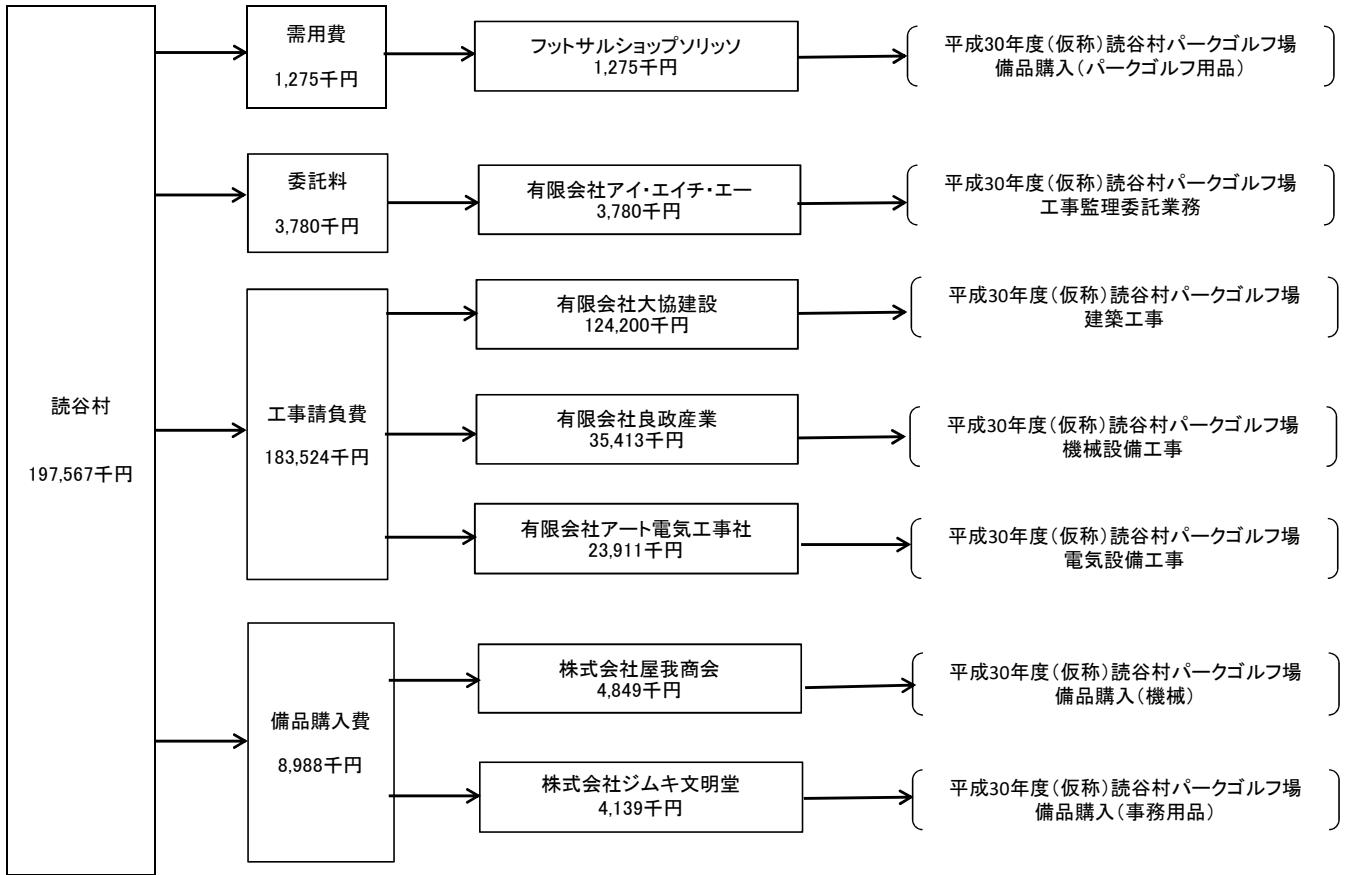 読谷村
197,567千円
需用費
1,275千円
フットサルショップソリッソ
1,275千円
平成30年度(仮称)読谷村パークゴルフ場
備品購入(パークゴルフ用品)
委託料
3,780千円
有限会社アイ・エイチ・エー
3,780千円
平成30年度(仮称)読谷村パークゴルフ場
工事監理委託業務
工事請負費
183,524千円
有限会社大協建設
124,200千円
平成30年度(仮称)読谷村パークゴルフ場
建築工事
有限会社良政産業
35,413千円
平成30年度(仮称)読谷村パークゴルフ場
機械設備工事
有限会社アート電気工事社
23,911千円
平成30年度(仮称)読谷村パークゴルフ場
電気設備工事
備品購入費
8,988千円
株式会社屋我商会
4,849千円
平成30年度(仮称)読谷村パークゴルフ場
備品購入(機械)
株式会社ジムキ文明堂
4,139千円
平成30年度(仮称)読谷村パークゴルフ場
備品購入(事務用品)